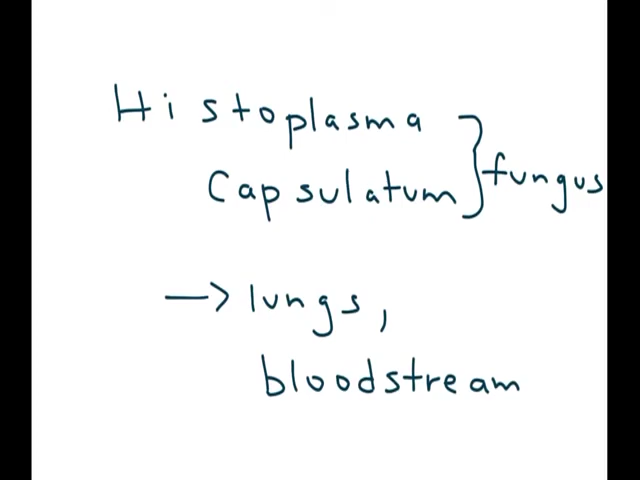 Histoplasma
Capsulatum } fungus
→ lungs,
bloodstream